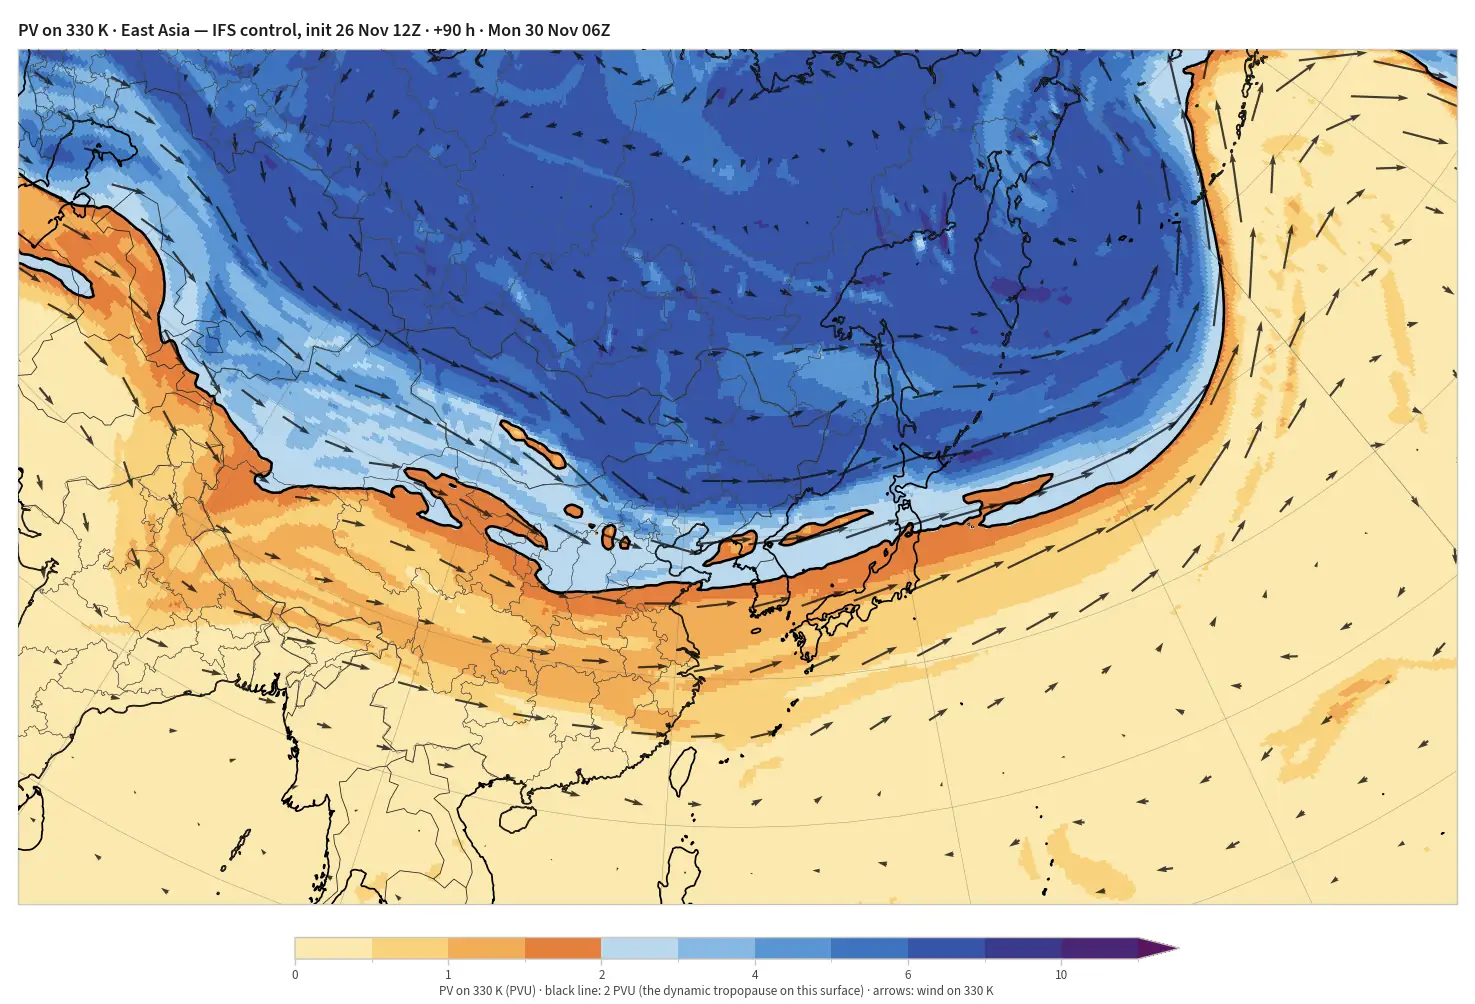 PV on 330 K · East Asia — IFS control, init 26 Nov 12Z · +90 h · Mon 30 Nov 06Z
0 1 2 4 6 10
PV on 330 K (PVU) · black line: 2 PVU (the dynamic tropopause on this surface) · arrows: wind on 330 K